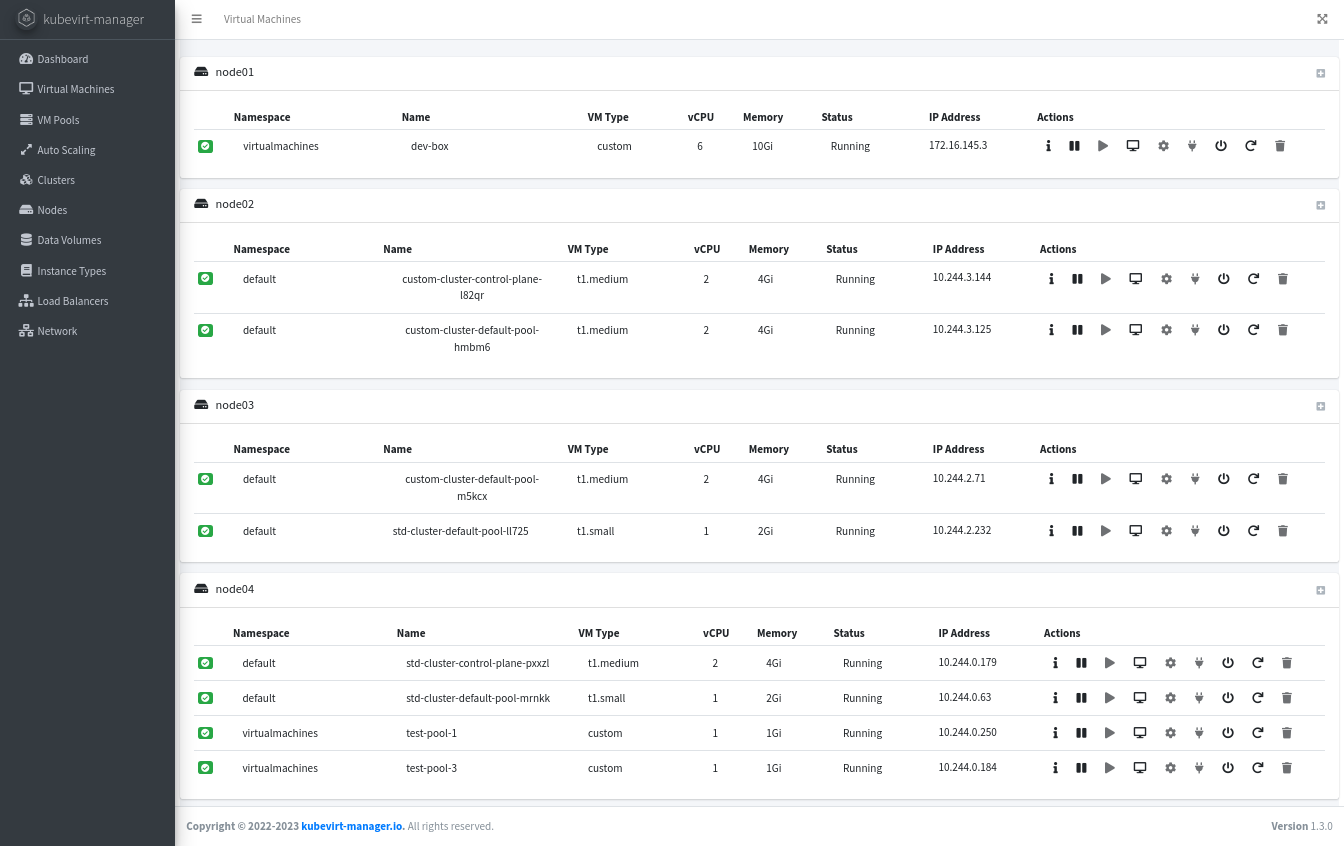 kubevirt-manager
Virtual Machines
Dashboard
Virtual Machines
VM Pools
Auto Scaling
Clusters
Nodes
Data Volumes
Instance Types
Load Balancers
Network
node01
Namespace Name VM Type vCPU Memory Status IP Address Actions
virtualmachines dev-box custom 6 10Gi Running 172.16.145.3
node02
Namespace Name VM Type vCPU Memory Status IP Address Actions
default custom-cluster-control-plane- t1.medium 2 4Gi Running 10.244.3.144
l82qr
default custom-cluster-default-pool- t1.medium 2 4Gi Running 10.244.3.125
hmbm6
node03
Namespace Name VM Type vCPU Memory Status IP Address Actions
default custom-cluster-default-pool- t1.medium 2 4Gi Running 10.244.2.71
m5kcx
default std-cluster-default-pool-ll725 t1.small 1 2Gi Running 10.244.2.232
node04
Namespace Name VM Type vCPU Memory Status IP Address Actions
default std-cluster-control-plane-pxxzl t1.medium 2 4Gi Running 10.244.0.179
default std-cluster-default-pool-mrnkk t1.small 1 2Gi Running 10.244.0.63
virtualmachines test-pool-1 custom 1 1Gi Running 10.244.0.250
virtualmachines test-pool-3 custom 1 1Gi Running 10.244.0.184
Copyright © 2022-2023 kubevirt-manager.io. All rights reserved.
Version 1.3.0